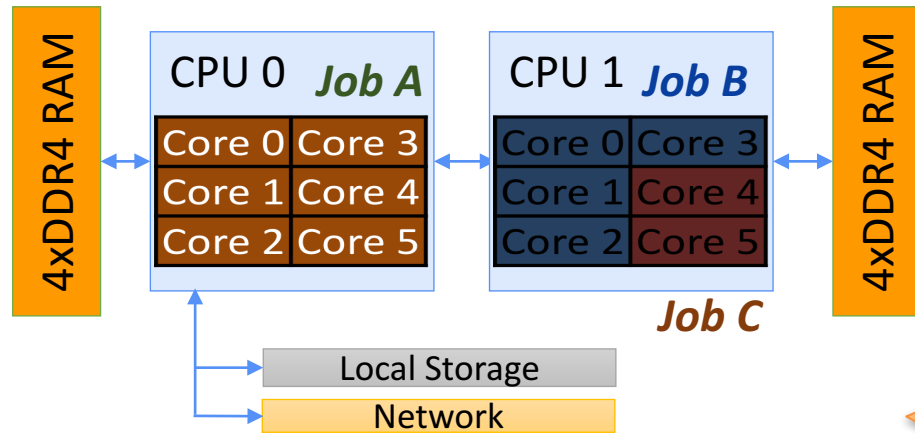 4xDDR4 RAM
CPU 0 Job A
Core 0 Core 3
Core 1 Core 4
Core 2 Core 5
CPU 1 Job B
Core 0 Core 3
Core 1 Core 4
Core 2 Core 5
Job C
4xDDR4 RAM
Local Storage
Network